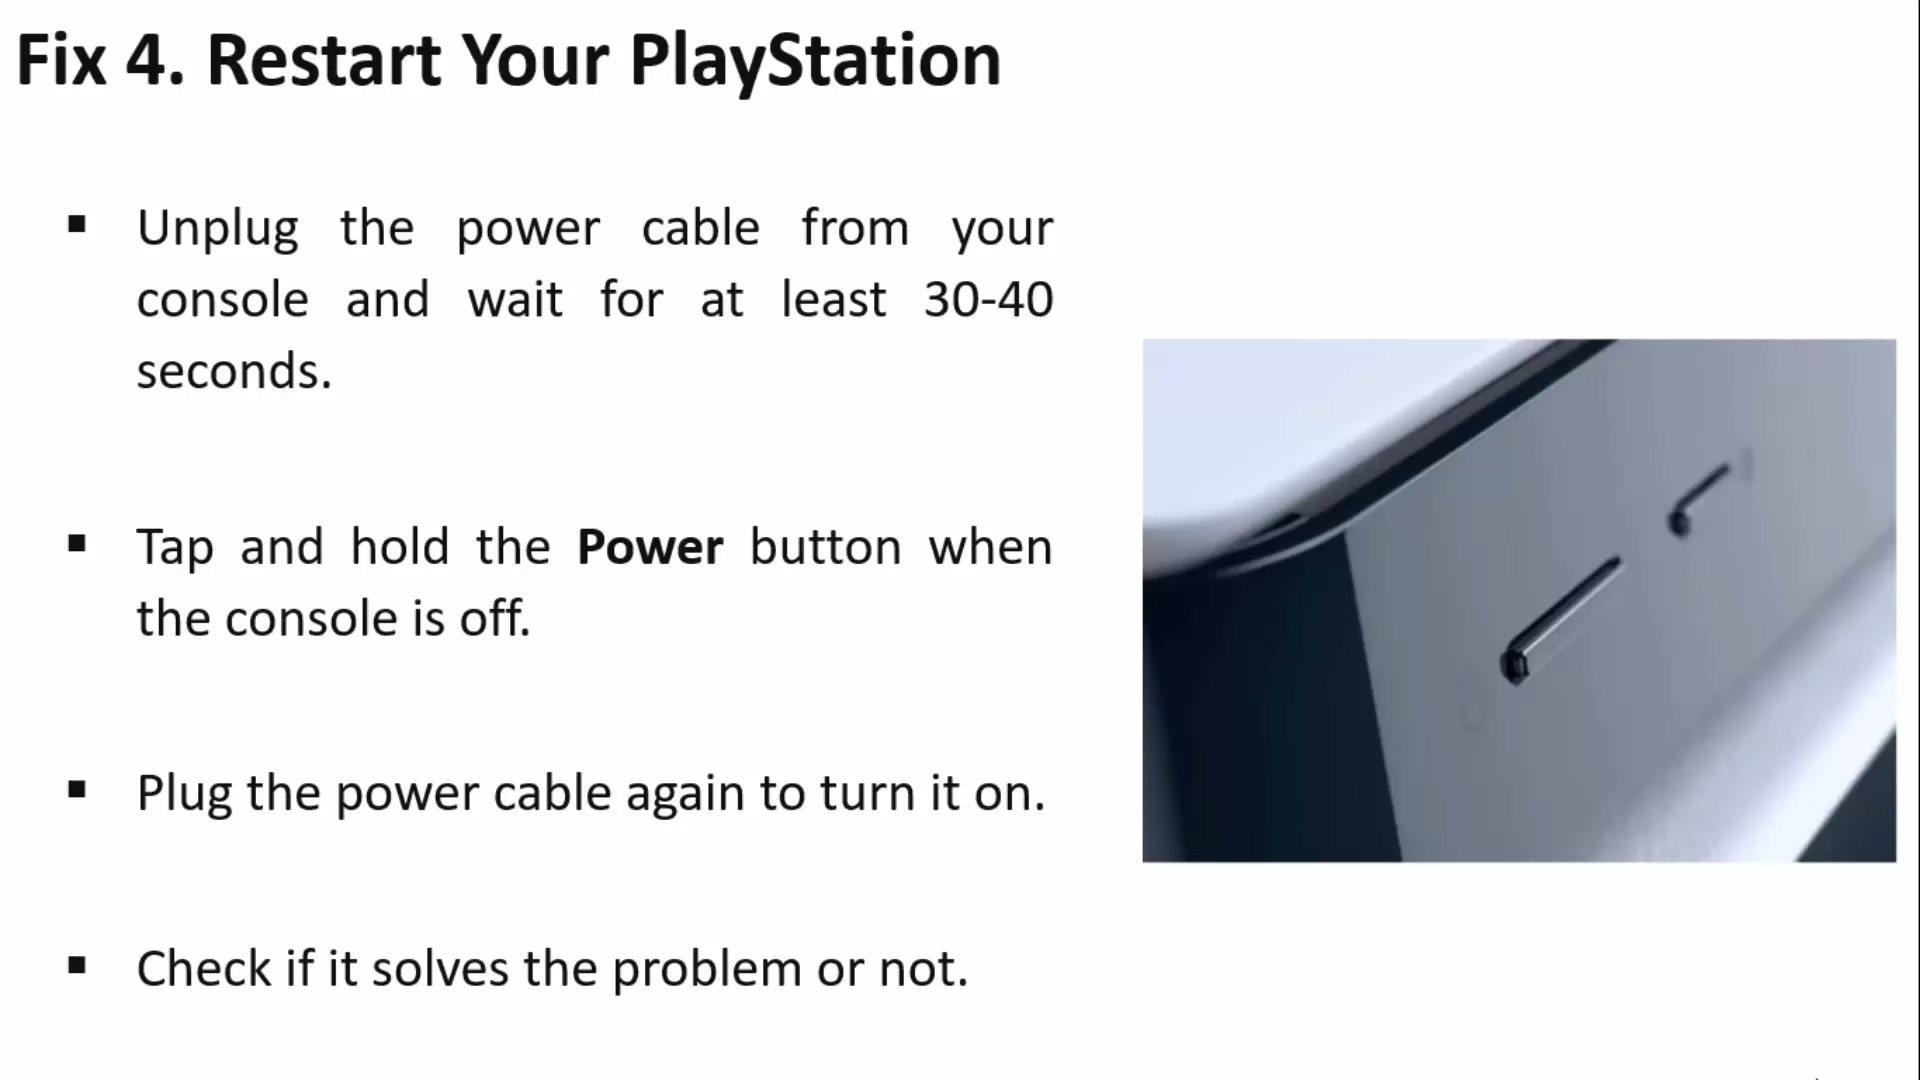 Fix 4. Restart Your PlayStation
▪ Unplug the power cable from your
console and wait for at least 30-40
seconds.
▪ Tap and hold the Power button when
the console is off.
▪ Plug the power cable again to turn it on.
▪ Check if it solves the problem or not.